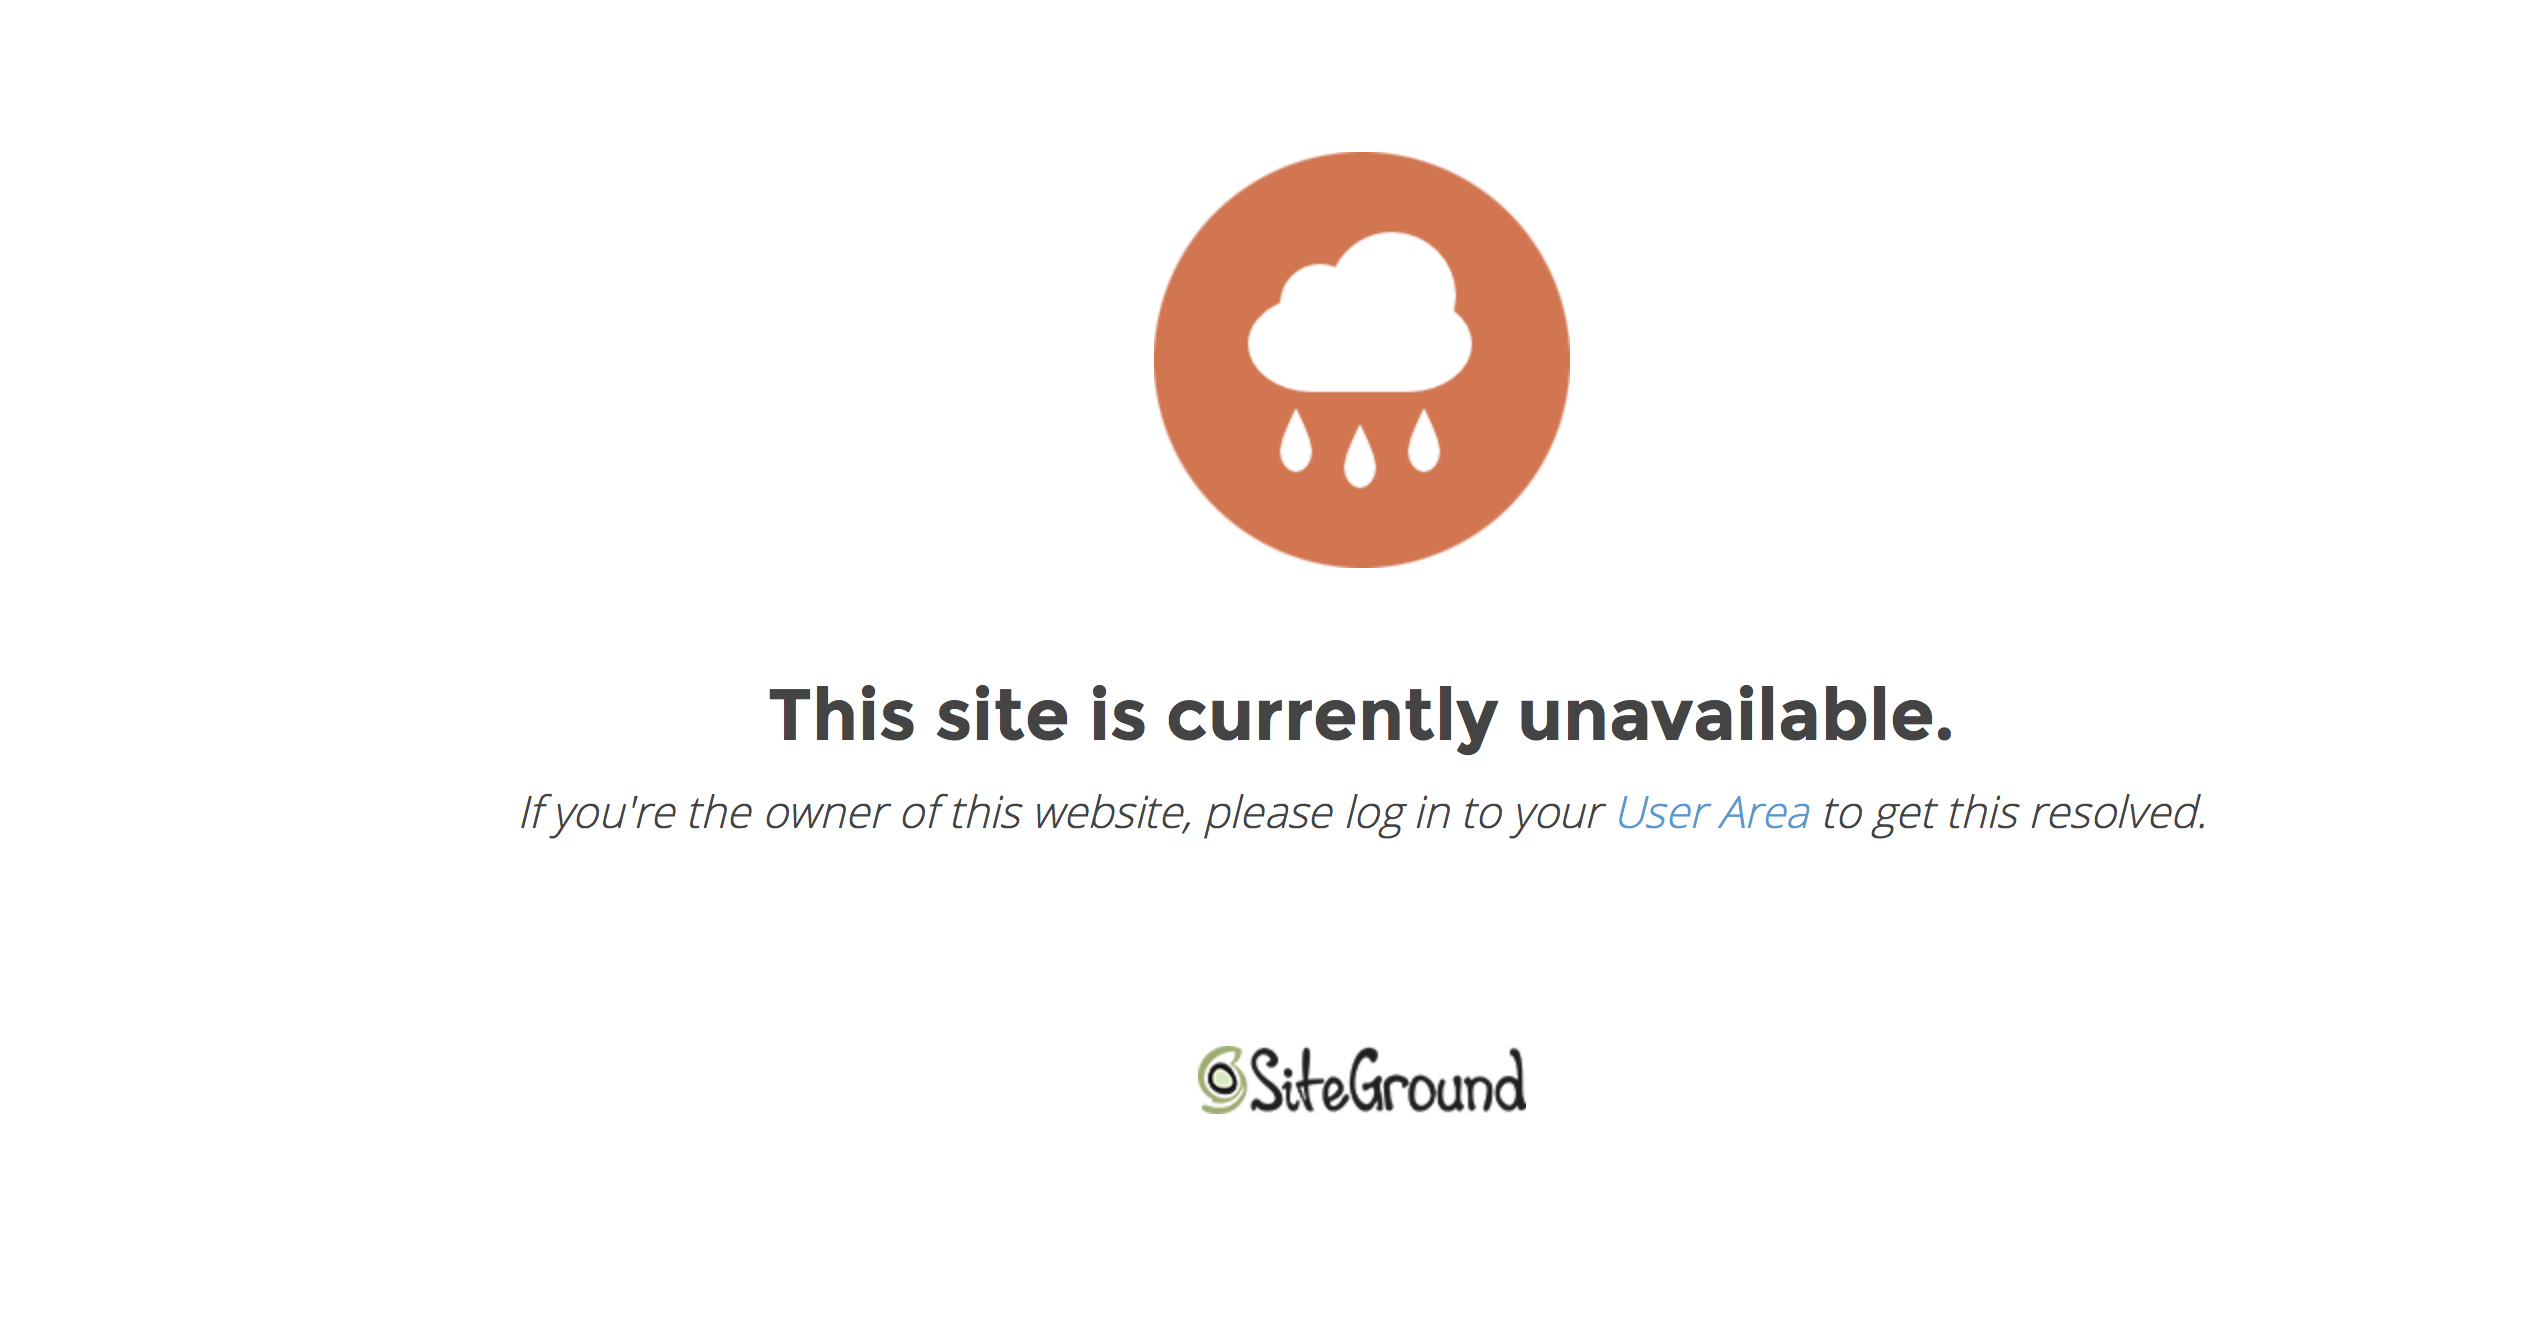 This site is currently unavailable.
If you're the owner of this website, please log in to your User Area to get this resolved.
SiteGround